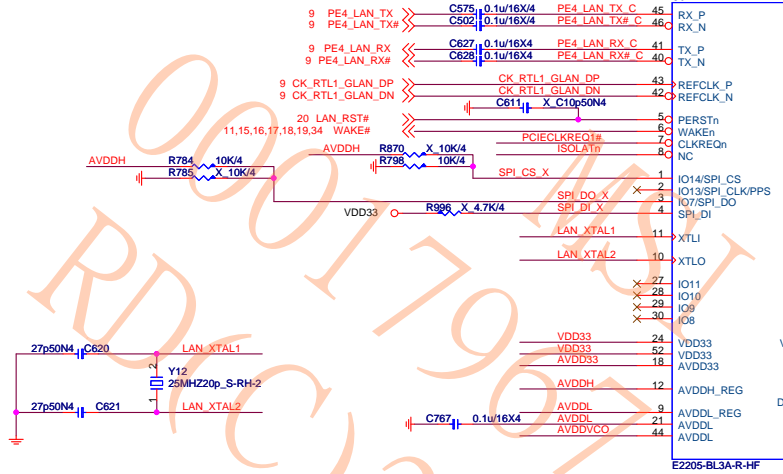 9 PE4_LAN_TX C575 0.1u/16X/4 PE4_LAN_TX_C 45 RX_P
9 PE4_LAN_TX# C502 0.1u/16X4 PE4_LAN_TX#_C 46 RX_N
9 PE4_LAN_RX C627 0.1u/16X4 PE4_LAN_RX_C 41 TX_P
9 PE4_LAN_RX# C628 0.1u/16X4 PE4_LAN_RX#_C 40 TX_N
9 CK_RTL1_GLAN_DP CK_RTL1_GLAN_DP 43 REFCLK_P
9 CK_RTL1_GLAN_DN CK_RTL1_GLAN_DN 42 REFCLK_N
C611 X_C10p50N4
20 LAN_RST# 5 PERSTn
11,15,16,17,18,19,34 WAKE# 6 WAKEn
PCIECLKREQ1# 7 CLKREQn
ISOLATn 8 NC
AVDDH R784 10K/4
R785 X_10K/4
AVDDH R870 X_10K/4
R798 10K/4
SPI_CS_X 1 IO14/SPI_CS
2 IO13/SPI_CLK/PPS
SPI_DO_X 3 IO7/SPI_DO
VDD33 R996 X_4.7K/4 SPI_DI_X 4 SPI_DI
LAN_XTAL1 11 XTLI
LAN_XTAL2 10 XTLO
27 IO11
28 IO10
29 IO9
30 IO8
VDD33 24 VDD33
VDD33 52 VDD33
AVDD33 18 AVDD33
AVDDH 12 AVDDH_REG
AVDDL 9 AVDDL_REG
C767 0.1u/16X4 AVDDL 21 AVDDL
AVDDVCO 44 AVDDL
E2205-BL3A-R-HF
27p50N4 C620 LAN_XTAL1
2 Y12
25MHZ20p_S-RH-2
1
27p50N4 C621 LAN_XTAL2
V
D
MSI
00017967